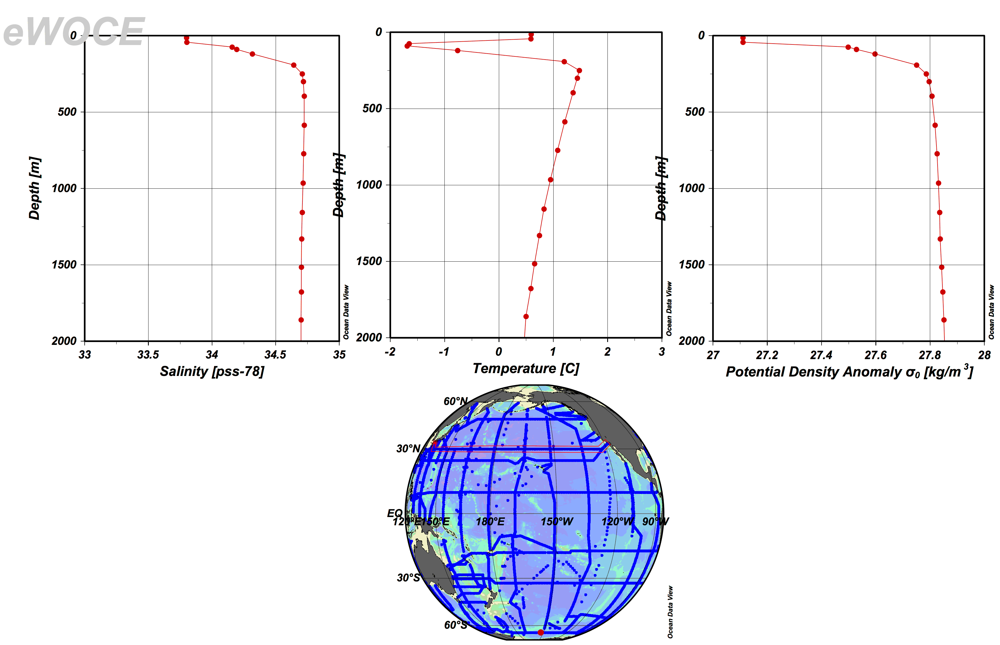 eWOCE
0
500
1000
1500
2000
Depth [m]
33
33.5
34
34.5
35
Salinity [pss-78]
Ocean Data View
0
500
1000
1500
2000
Depth [m]
-2
-1
0
1
2
3
Temperature [C]
Ocean Data View
0
500
1000
1500
2000
Depth [m]
27
27.2
27.4
27.6
27.8
28
Potential Density Anomaly σ₀ [kg/m³]
Ocean Data View
60°N
30°N
EQ
120°E
150°E
180°E
150°W
120°W
90°W
30°S
60°S
Ocean Data View